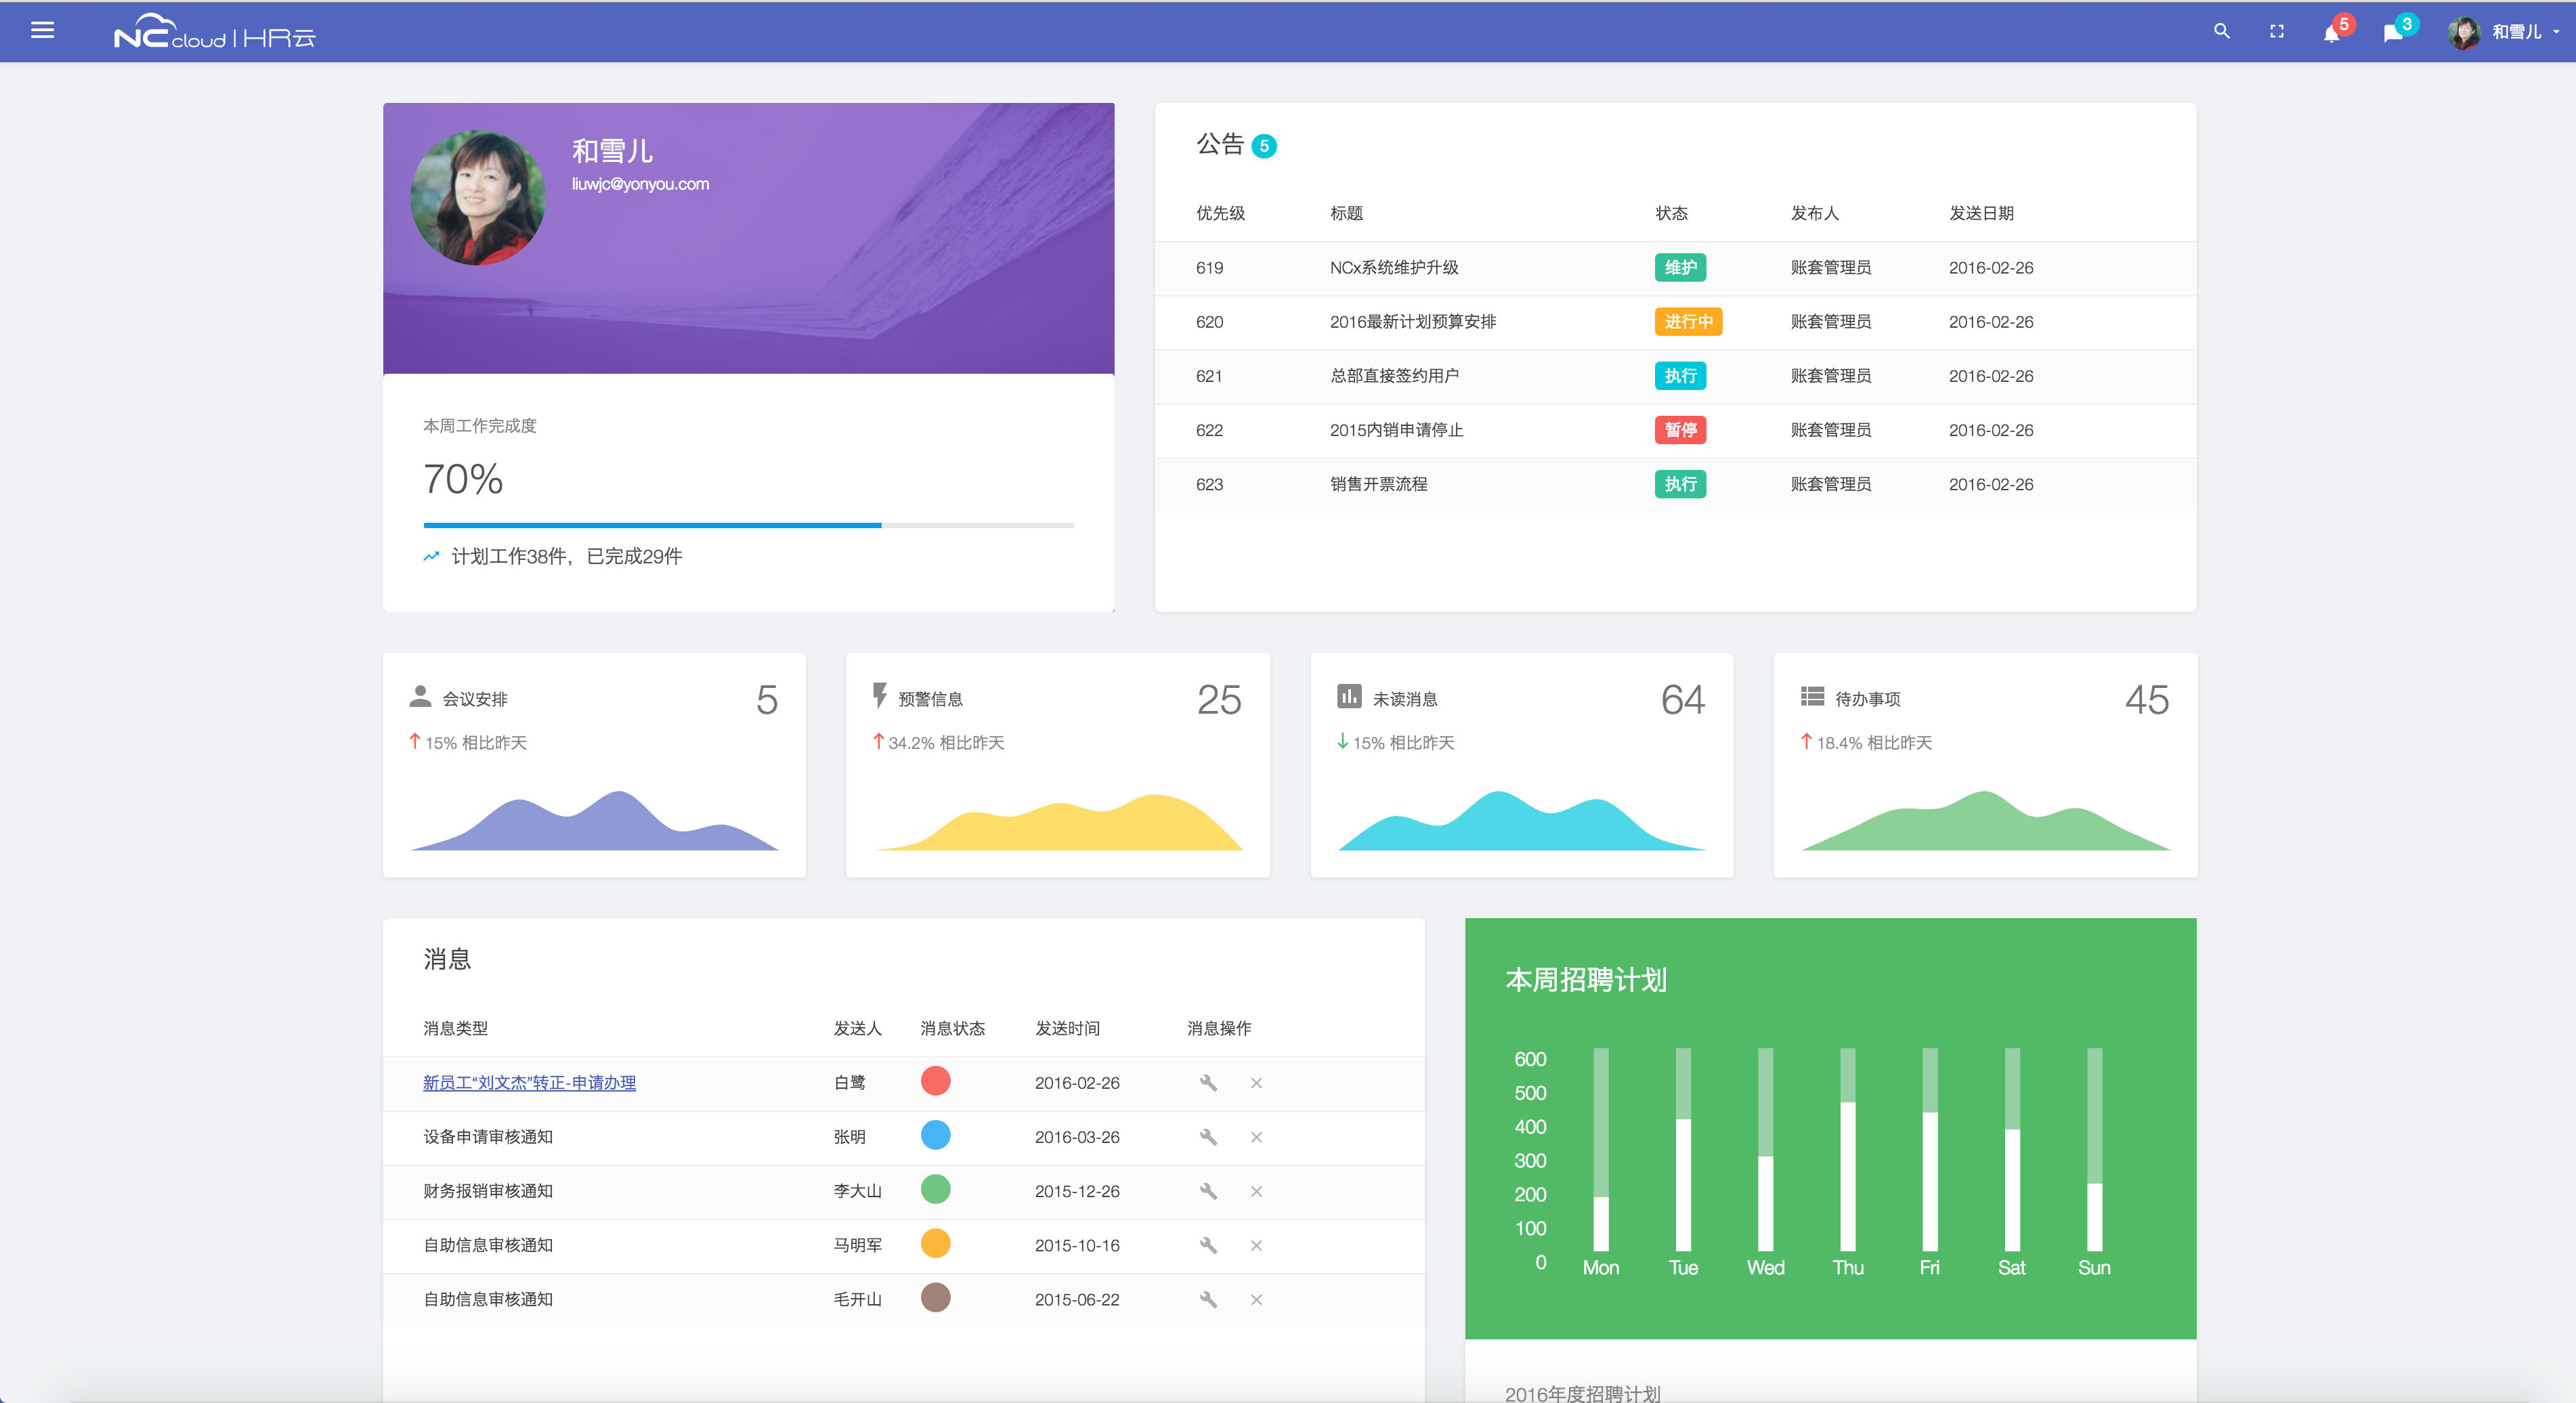 NCcloud | HR云
5
3
和雪儿
和雪儿
liuwjc@yonyou.com
本周工作完成度
70%
计划工作38件，已完成29件
公告 5
优先级 标题 状态 发布人 发送日期
619 NCx系统维护升级 维护 账套管理员 2016-02-26
620 2016最新计划预算安排 进行中 账套管理员 2016-02-26
621 总部直接签约用户 执行 账套管理员 2016-02-26
622 2015内销申请停止 暂停 账套管理员 2016-02-26
623 销售开票流程 执行 账套管理员 2016-02-26
会议安排 5
15% 相比昨天
预警信息 25
34.2% 相比昨天
未读消息 64
15% 相比昨天
待办事项 45
18.4% 相比昨天
消息
消息类型 发送人 消息状态 发送时间 消息操作
新员工“刘文杰”转正-申请办理 白鹭 2016-02-26
设备申请审核通知 张明 2016-03-26
财务报销审核通知 李大山 2015-12-26
自助信息审核通知 马明军 2015-10-16
自助信息审核通知 毛开山 2015-06-22
本周招聘计划
600
500
400
300
200
100
0
Mon Tue Wed Thu Fri Sat Sun
2016年度招聘计划